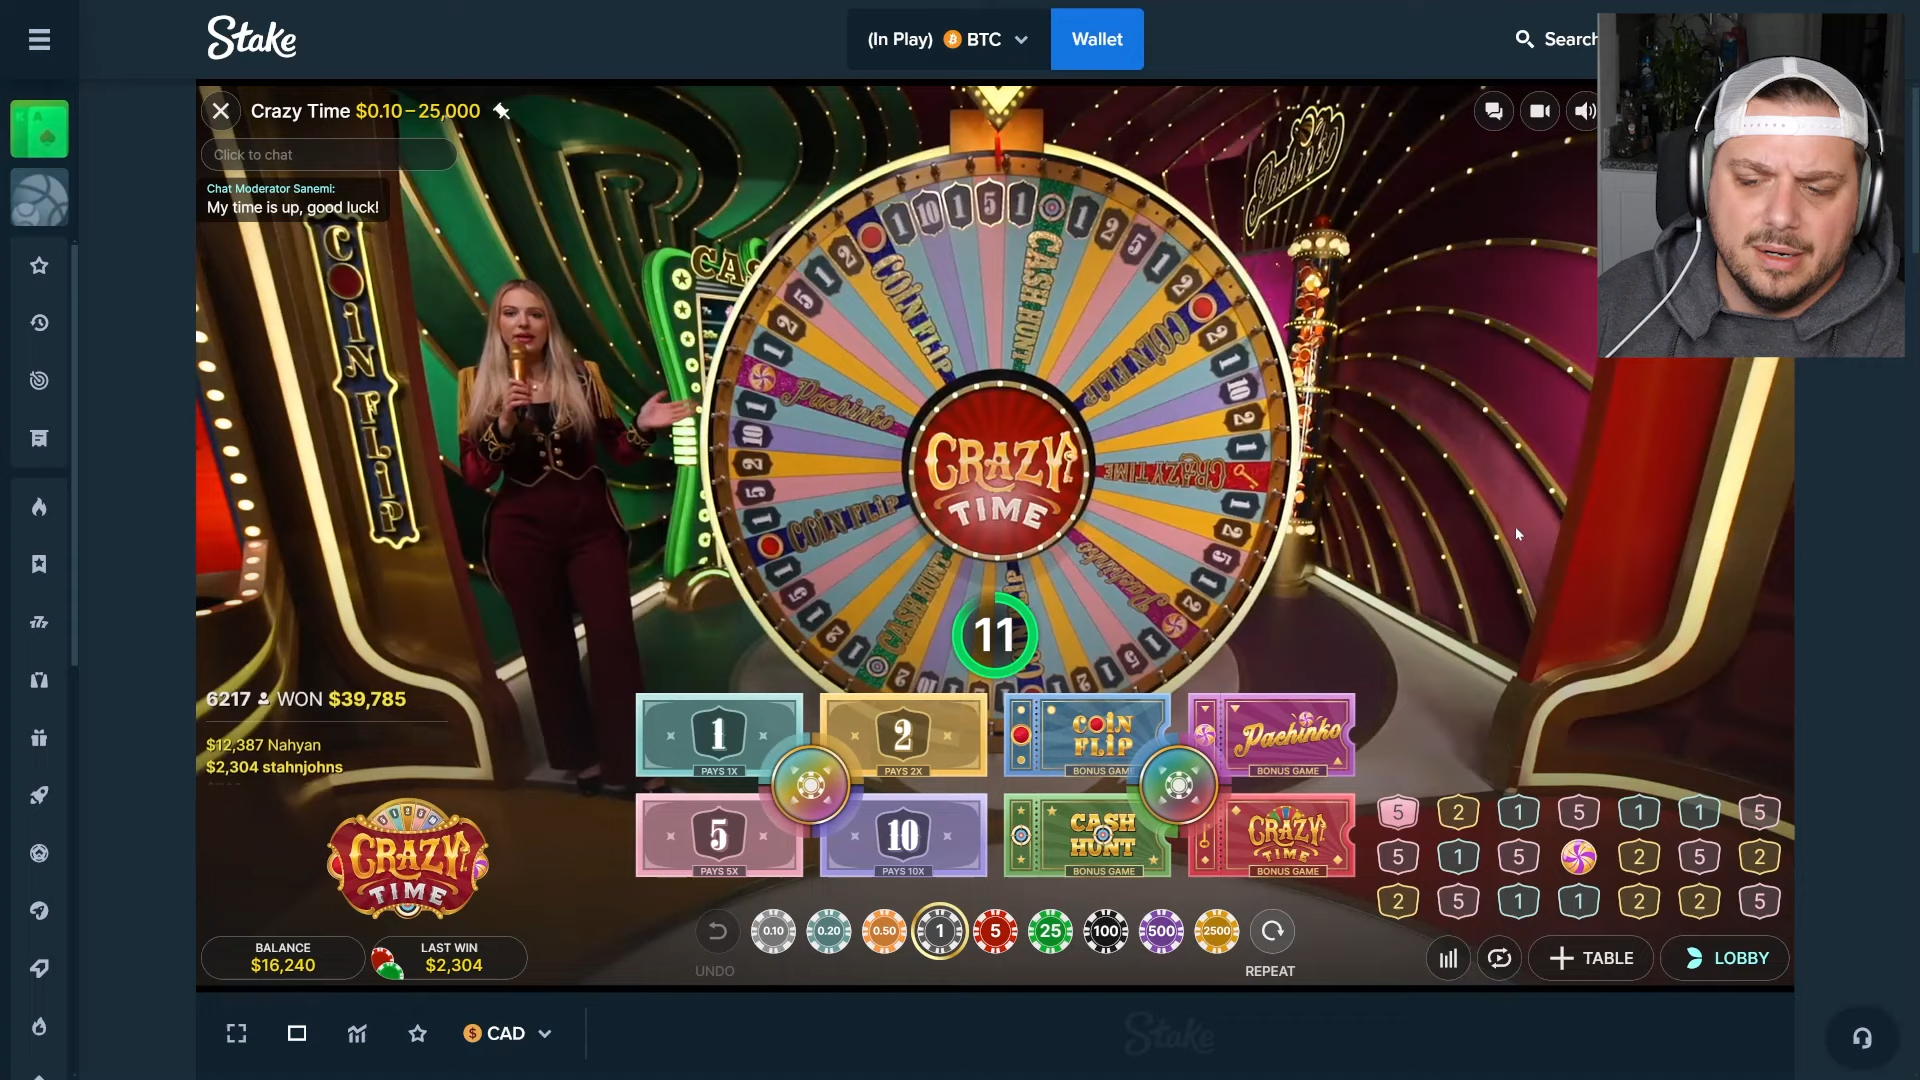 Stake
(In Play) BTC
Wallet
Search
Crazy Time $0.10–25,000
Click to chat
Chat Moderator Sanemi:
My time is up, good luck!
COIN FLIP
Pachinko
CRAZY TIME
11
6217 WON $39,785
$12,387 Nahyan
$2,304 stahnjohns
1
PAYS 1X
2
PAYS 2X
COIN FLIP
BONUS GAME
Pachinko
BONUS GAME
5
PAYS 5X
10
PAYS 10X
CASH HUNT
BONUS GAME
CRAZY TIME
BONUS GAME
CRAZY TIME
5 2 1 5 1 1 5
5 1 5 2 5 2
2 5 1 1 2 2 5
UNDO
0.10 0.20 0.50 1 5 25 100 500 2500
REPEAT
BALANCE
$16,240
LAST WIN
$2,304
TABLE
LOBBY
CAD
Stake